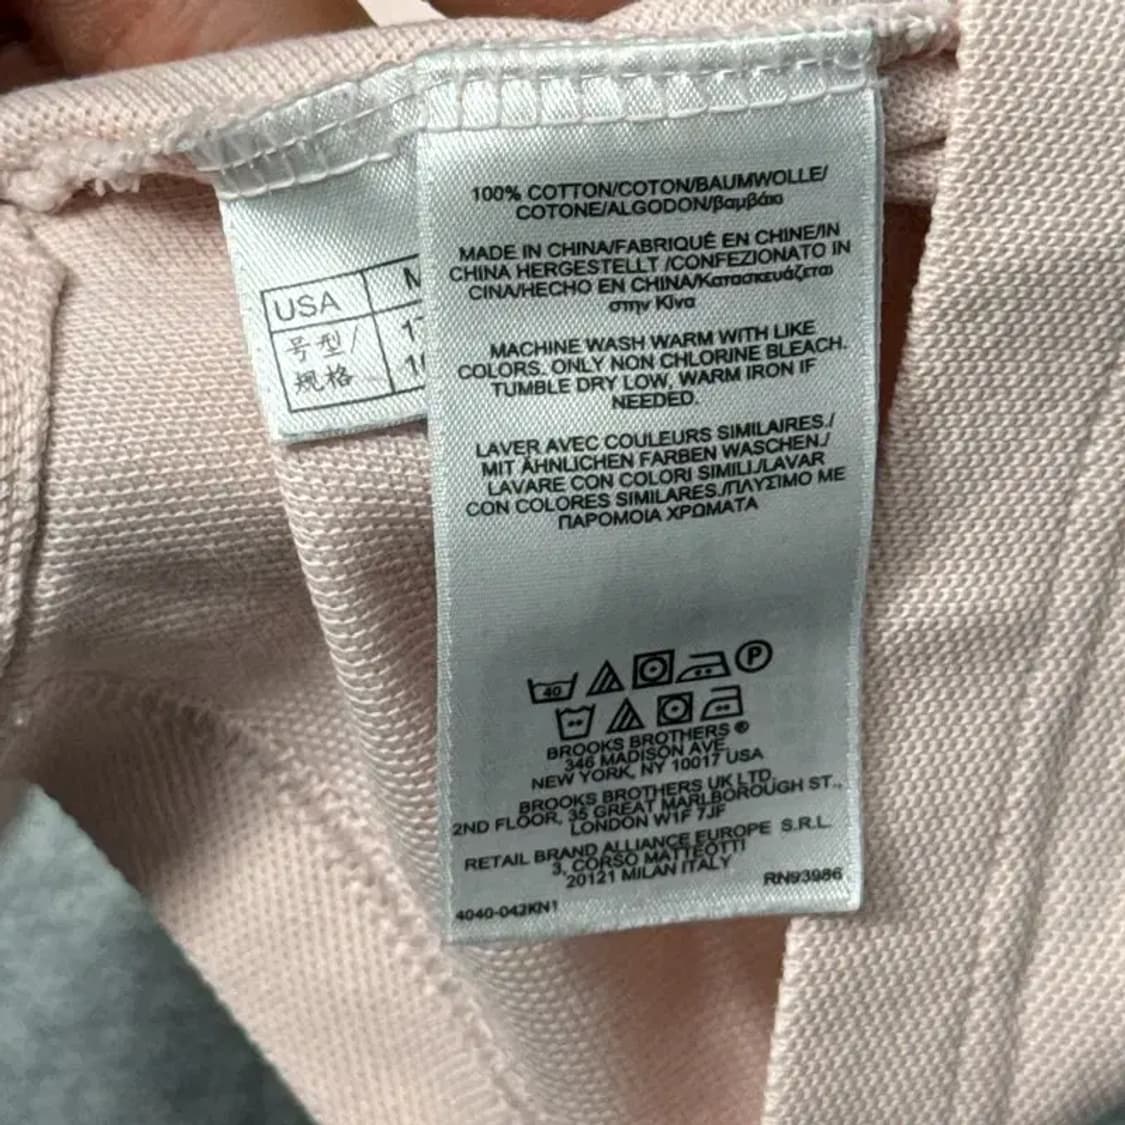 100% COTTON/COTON/BAUMWOLLE/
COTONE/ALGODON/βαμβάκι
MADE IN CHINA/FABRIQUÉ EN CHINE/IN
CHINA HERGESTELLT /CONFEZIONATO IN
CINA/HECHO EN CHINA/Κατασκευάζεται
στην Κίνα
MACHINE WASH WARM WITH LIKE
COLORS. ONLY NON CHLORINE BLEACH.
TUMBLE DRY LOW, WARM IRON IF
NEEDED.
LAVER AVEC COULEURS SIMILAIRES./
MIT ÄHNLICHEN FARBEN WASCHEN./
LAVARE CON COLORI SIMILI./LAVAR
CON COLORES SIMILARES./ΠΛΥΣΙΜΟ ΜΕ
ΠΑΡΟΜΟΙΑ ΧΡΩΜΑΤΑ
40 P
BROOKS BROTHERS ®
346 MADISON AVE.
NEW YORK, NY 10017 USA
BROOKS BROTHERS UK LTD.
2ND FLOOR, 35 GREAT MARLBOROUGH ST.,
LONDON W1F 7JF
RETAIL BRAND ALLIANCE EUROPE S.R.L.
3, CORSO MATTEOTTI
20121 MILAN ITALY
RN93986
4040-042KN1
USA M
号型/ 17
规格